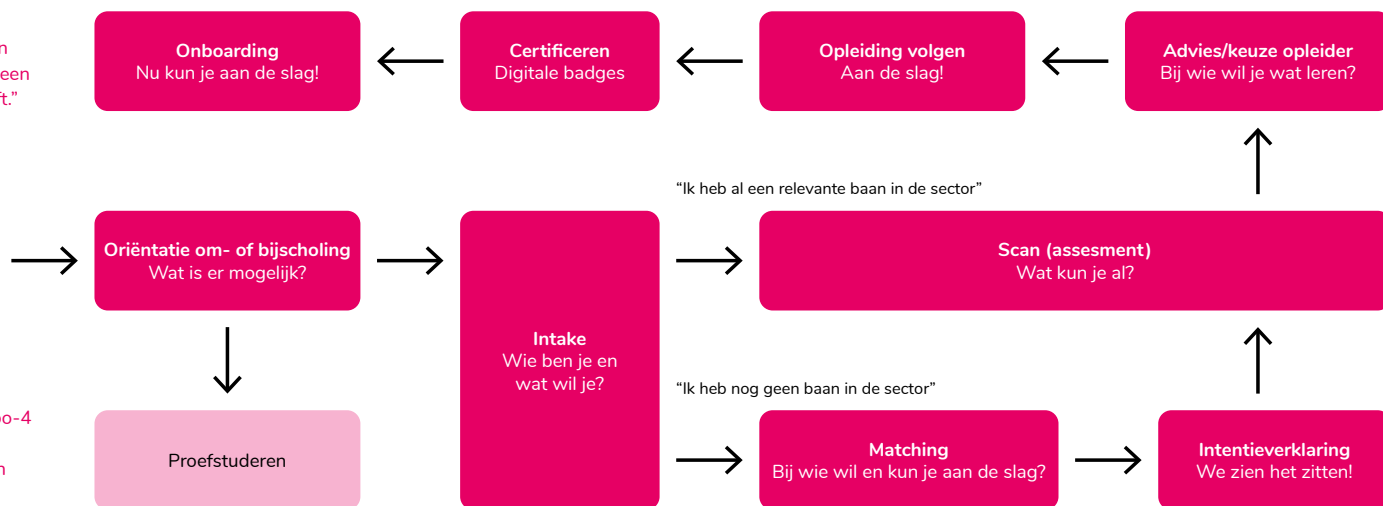 Onboarding
Nu kun je aan de slag!
Certificeren
Digitale badges
Opleiding volgen
Aan de slag!
Advies/keuze opleider
Bij wie wil je wat leren?
een
“Ik heb al een relevante baan in de sector”
Oriëntatie om- of bijscholing
Wat is er mogelijk?
Scan (assesment)
Wat kun je al?
Intake
Wie ben je en
wat wil je?
“Ik heb nog geen baan in de sector”
Proefstuderen
Matching
Bij wie wil en kun je aan de slag?
Intentieverklaring
We zien het zitten!